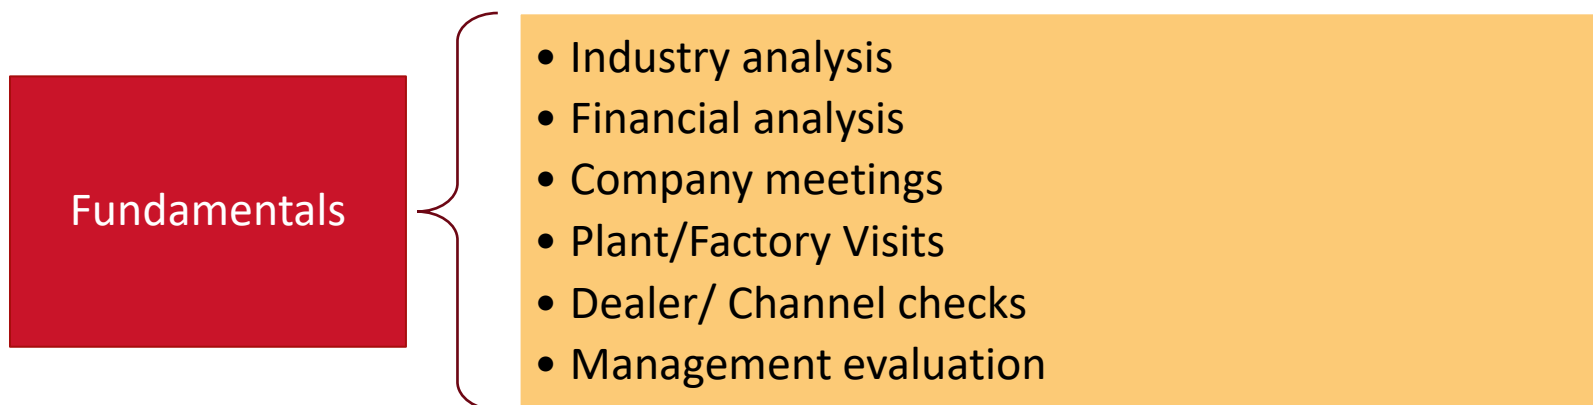 Fundamentals
• Industry analysis
• Financial analysis
• Company meetings
• Plant/Factory Visits
• Dealer/ Channel checks
• Management evaluation